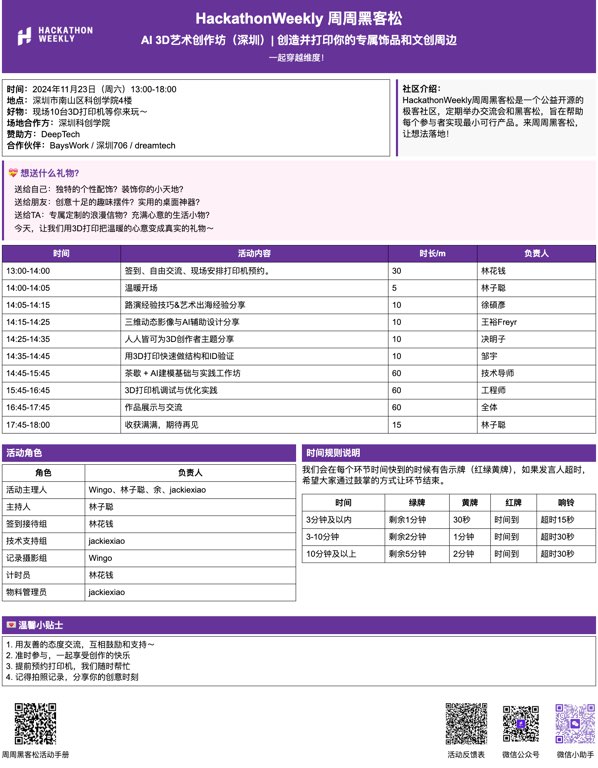 HackathonWeekly 周周黑客松
HACKATHON
WEEKLY
AI 3D艺术创作坊（深圳）| 创造并打印你的专属饰品和文创周边
一起穿越维度！
时间：2024年11月23日（周六）13:00-18:00
地点：深圳市南山区科创学院4楼
好物：现场10台3D打印机等你来玩～
场地合作方：深圳科创学院
赞助方：DeepTech
合作伙伴：BaysWork / 深圳706 / dreamtech
社区介绍：
HackathonWeekly周周黑客松是一个公益开源的
极客社区，定期举办交流会和黑客松，旨在帮助
每个参与者实现最小可行产品。来周周黑客松，
让想法落地！
💝 想送什么礼物？
送给自己：独特的个性配饰？装饰你的小天地？
送给朋友：创意十足的趣味摆件？实用的桌面神器？
送给TA：专属定制的浪漫信物？充满心意的生活小物？
今天，让我们用3D打印把温暖的心意变成真实的礼物～
时间 活动内容 时长/m 负责人
13:00-14:00 签到、自由交流、现场安排打印机预约。 30 林花钱
14:00-14:05 温暖开场 5 林子聪
14:05-14:15 路演经验技巧&艺术出海经验分享 10 徐碩彥
14:15-14:25 三维动态影像与AI辅助设计分享 10 王裕Freyr
14:25-14:35 人人皆可为3D创作者主题分享 10 决明子
14:35-14:45 用3D打印快速做结构和ID验证 10 邹宇
14:45-15:45 茶歇 + AI建模基础与实践工作坊 60 技术导师
15:45-16:45 3D打印机调试与优化实践 60 工程师
16:45-17:45 作品展示与交流 60 全体
17:45-18:00 收获满满，期待再见 15 林子聪
活动角色
角色 负责人
活动主理人 Wingo、林子聪、余、jackiexiao
主持人 林子聪
签到接待组 林花钱
技术支持组 jackiexiao
记录摄影组 Wingo
计时员 林花钱
物料管理员 jackiexiao
时间规则说明
我们会在每个环节时间快到的时候有告示牌（红绿黄牌），如果发言人超时，
希望大家通过鼓掌的方式让环节结束。
时间 绿牌 黄牌 红牌 响铃
3分钟及以内 剩余1分钟 30秒 时间到 超时15秒
3-10分钟 剩余2分钟 1分钟 时间到 超时30秒
10分钟及以上 剩余5分钟 2分钟 时间到 超时30秒
💌 温馨小贴士
1. 用友善的态度交流，互相鼓励和支持～
2. 准时参与，一起享受创作的快乐
3. 提前预约打印机，我们随时帮忙
4. 记得拍照记录，分享你的创意时刻
周周黑客松活动手册
活动反馈表
微信公众号
微信小助手